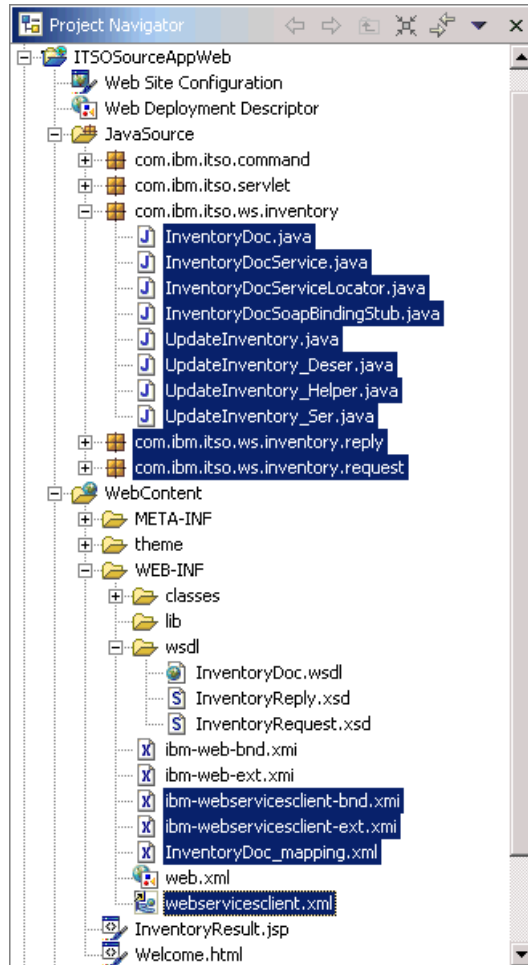 Project Navigator
ITSOSourceAppWeb
Web Site Configuration
Web Deployment Descriptor
JavaSource
com.ibm.itso.command
com.ibm.itso.servlet
com.ibm.itso.ws.inventory
InventoryDoc.java
InventoryDocService.java
InventoryDocServiceLocator.java
InventoryDocSoapBindingStub.java
UpdateInventory.java
UpdateInventory_Deser.java
UpdateInventory_Helper.java
UpdateInventory_Ser.java
com.ibm.itso.ws.inventory.reply
com.ibm.itso.ws.inventory.request
WebContent
META-INF
theme
WEB-INF
classes
lib
wsdl
InventoryDoc.wsdl
InventoryReply.xsd
InventoryRequest.xsd
ibm-web-bnd.xmi
ibm-web-ext.xmi
ibm-webservicesclient-bnd.xmi
ibm-webservicesclient-ext.xmi
InventoryDoc_mapping.xml
web.xml
webservicesclient.xml
InventoryResult.jsp
Welcome.html